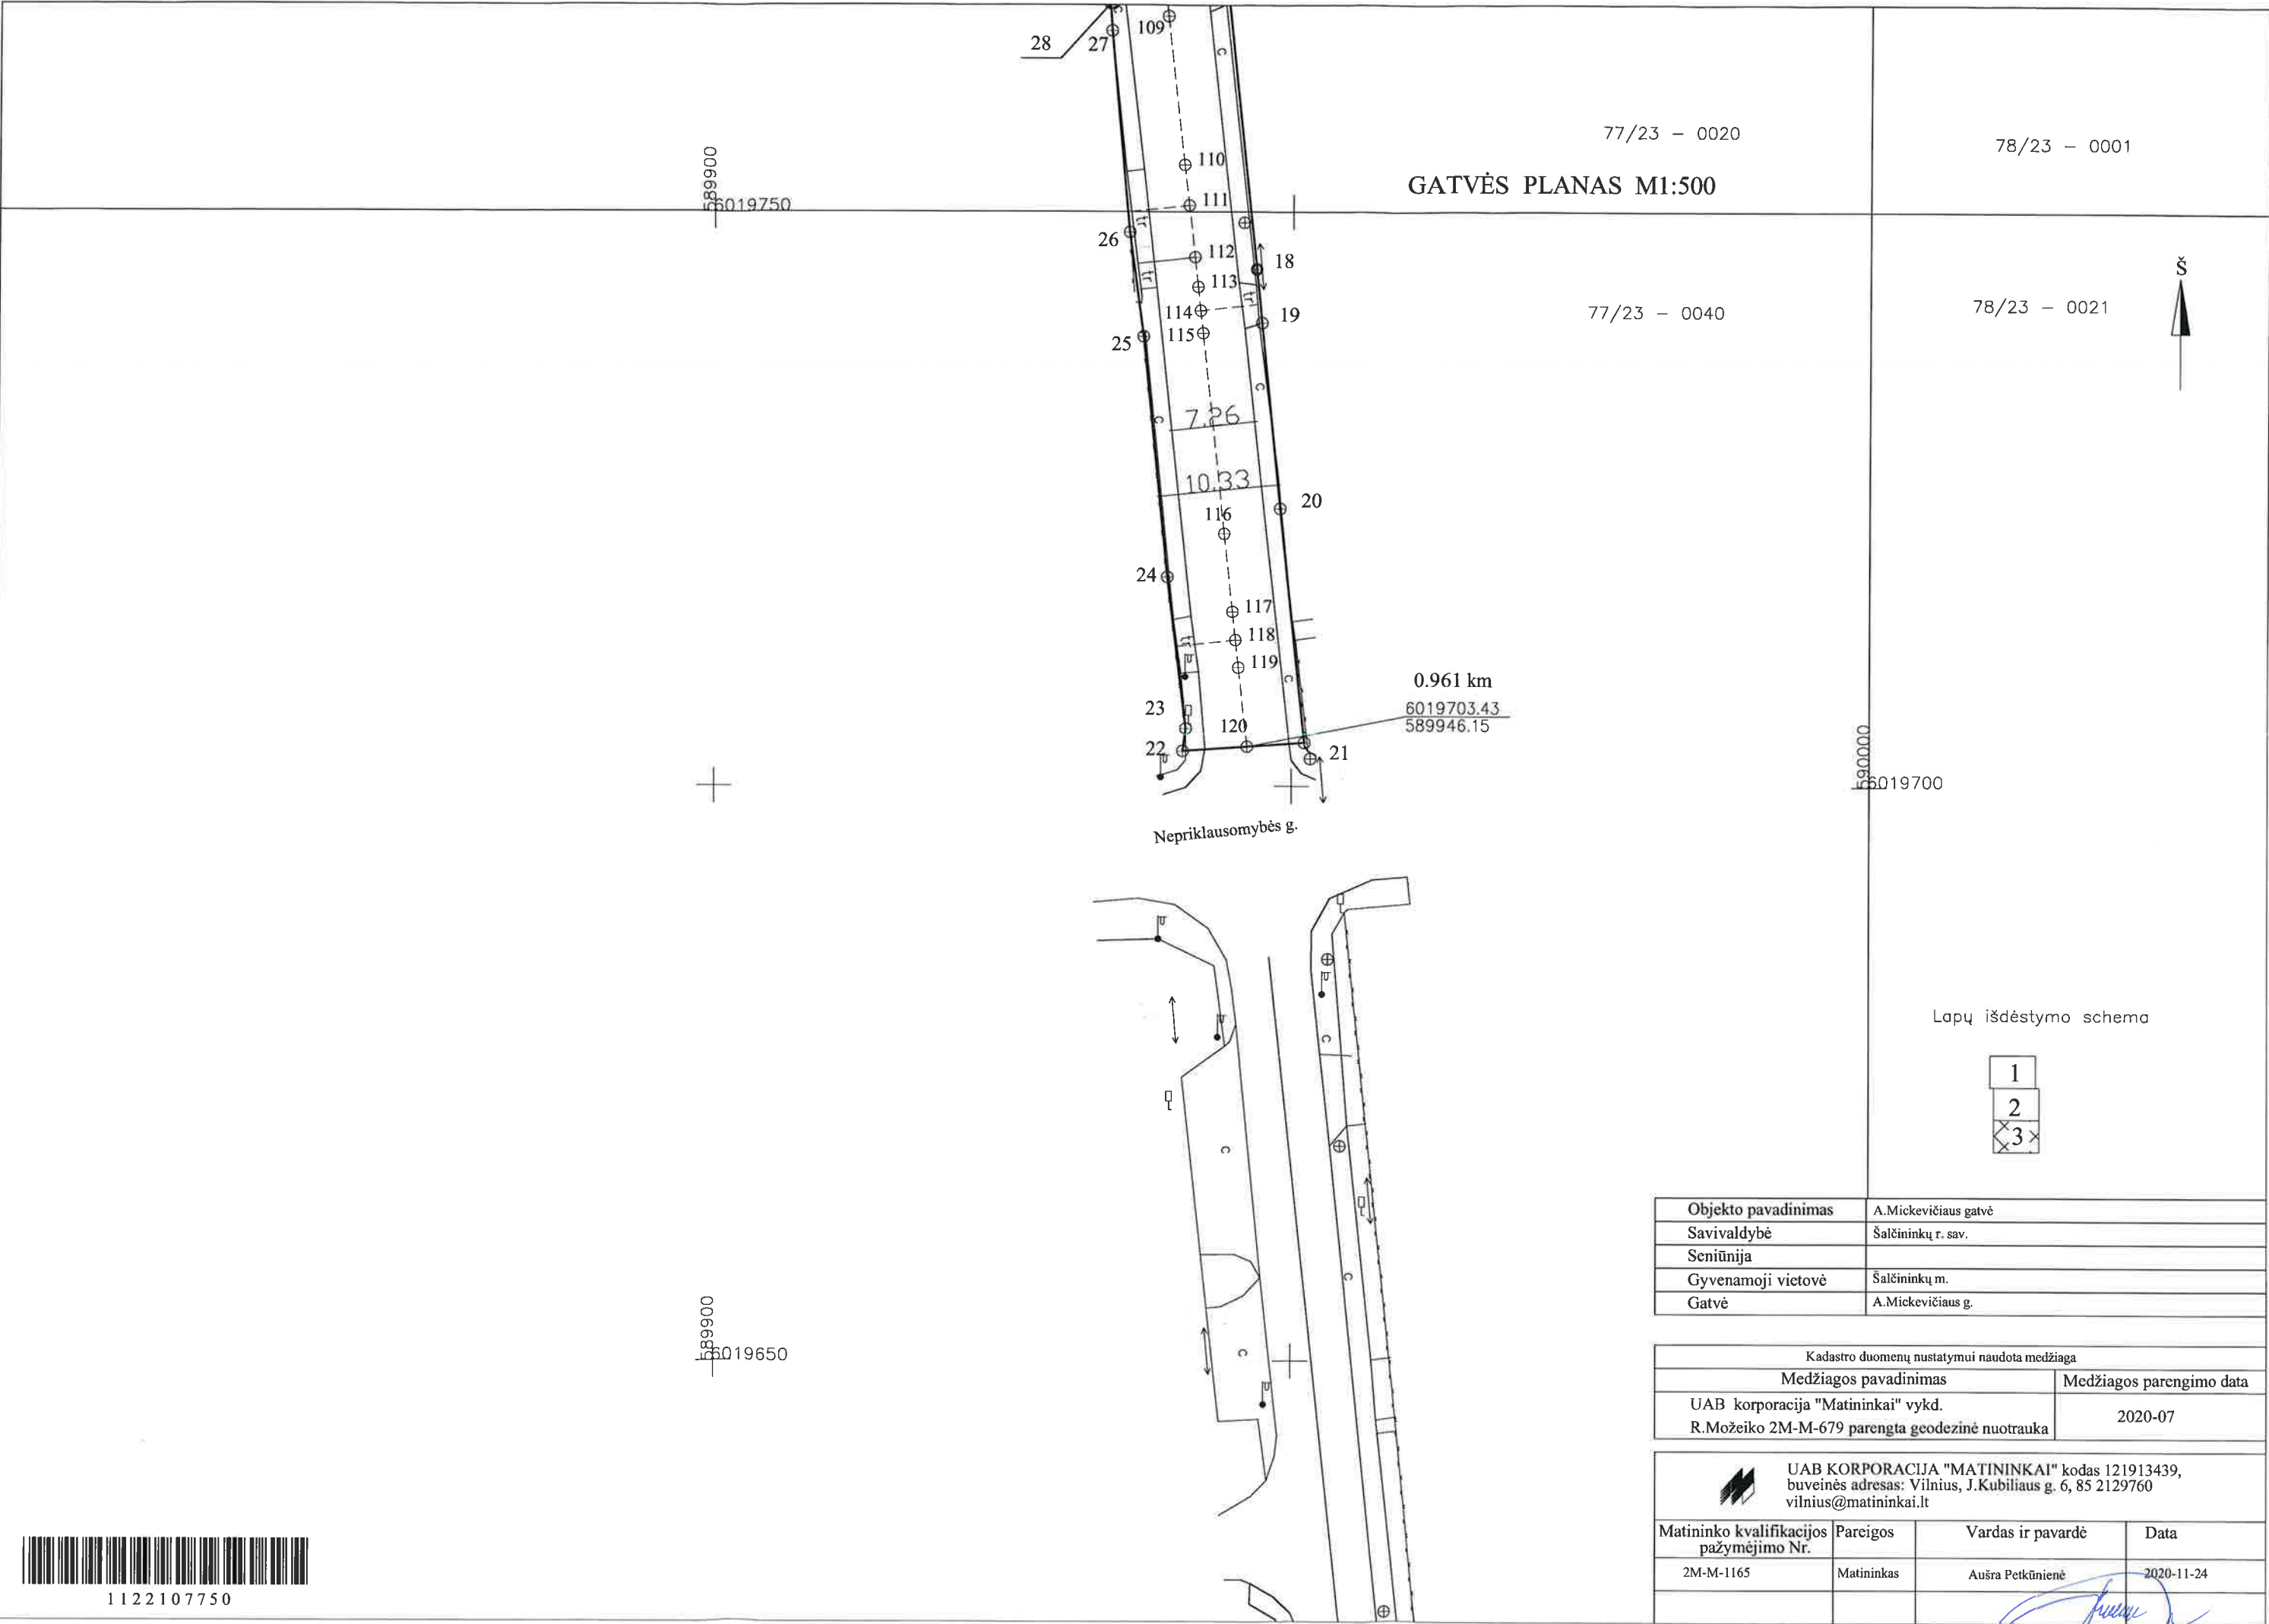 28
27
109
77/23 – 0020
78/23 – 0001
110
GATVĖS PLANAS M1:500
589900
6019750
111
tr
26
112
18
Š
tr
113
tr
114
19
77/23 – 0040
78/23 – 0021
25
115
c
c
c
7.26
10.33
20
116
24
117
tr
118
119
c
0.961 km
6019703.43
589946.15
23
120
22
21
590000
6019700
Nepriklausomybės g.
Lapų išdėstymo schema
1
2
3
c
c
c
c
589900
6019650
Objekto pavadinimas A.Mickevičiaus gatvė
Savivaldybė Šalčininkų r. sav.
Seniūnija
Gyvenamoji vietovė Šalčininkų m.
Gatvė A.Mickevičiaus g.
Kadastro duomenų nustatymui naudota medžiaga
Medžiagos pavadinimas Medžiagos parengimo data
UAB korporacija "Matininkai" vykd.
R.Možeiko 2M-M-679 parengta geodezinė nuotrauka
2020-07
UAB KORPORACIJA "MATININKAI" kodas 121913439,
buveinės adresas: Vilnius, J.Kubiliaus g. 6, 85 2129760
vilnius@matininkai.lt
Matininko kvalifikacijos pažymėjimo Nr. Pareigos Vardas ir pavardė Data
2M-M-1165 Matininkas Aušra Petkūnienė 2020-11-24
1122107750